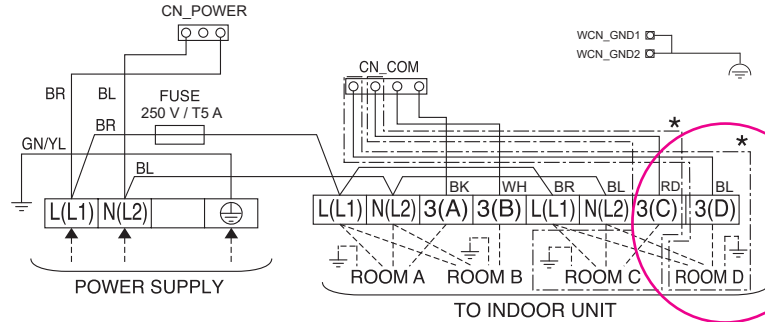 CN_POWER
WCN_GND1
WCN_GND2
CN_COM
BR
BL
FUSE
250 V / T5 A
BR
GN/YL
BL
*
*
BK
WH
BR
BL
RD
BL
L(L1)
N(L2)
L(L1)
N(L2)
3(A)
3(B)
L(L1)
N(L2)
3(C)
3(D)
ROOM A
ROOM B
ROOM C
ROOM D
POWER SUPPLY
TO INDOOR UNIT